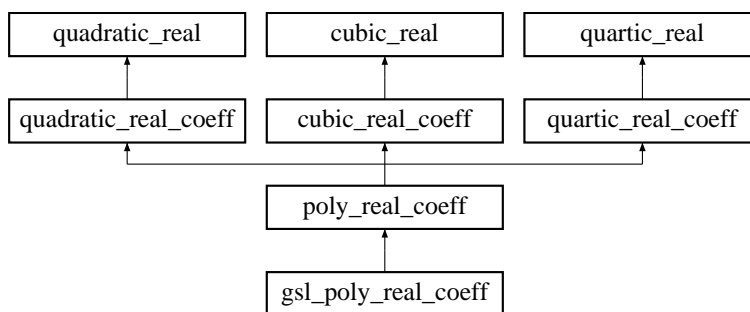 quadratic_real
cubic_real
quartic_real
quadratic_real_coeff
cubic_real_coeff
quartic_real_coeff
poly_real_coeff
gsl_poly_real_coeff